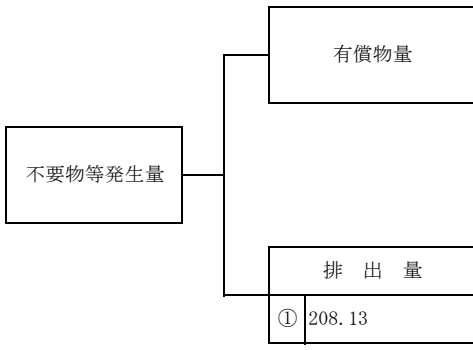 有償物量
不要物等発生量
排 出 量
① 208.13